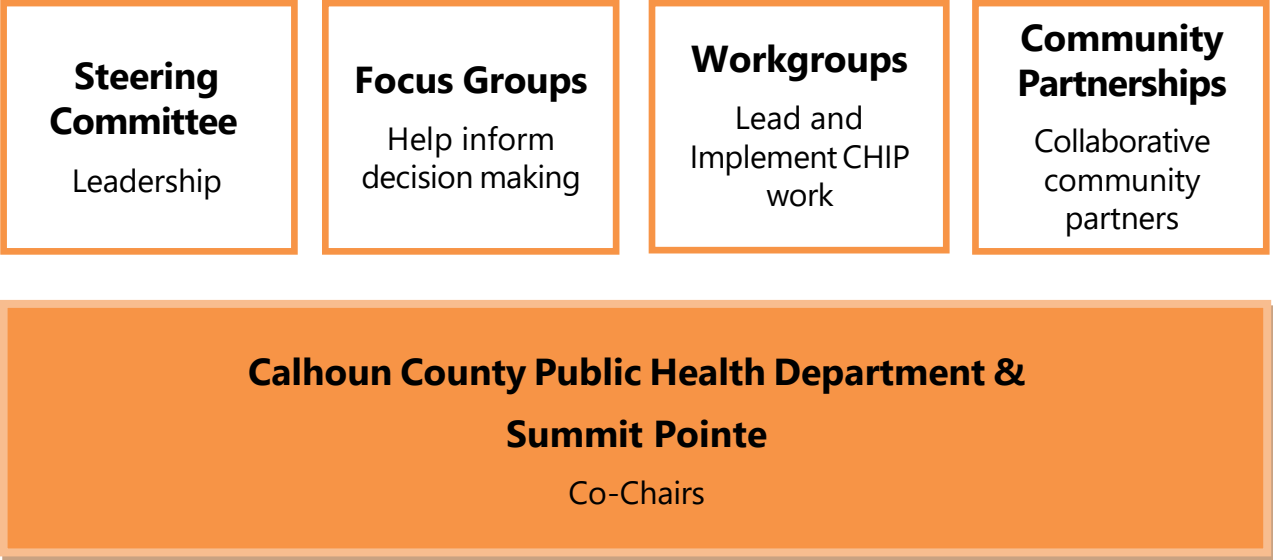 Steering
Committee
Leadership
Focus Groups
Help inform
decision making
Workgroups
Lead and
Implement CHIP
work
Community
Partnerships
Collaborative
community
partners
Calhoun County Public Health Department &
Summit Pointe
Co-Chairs